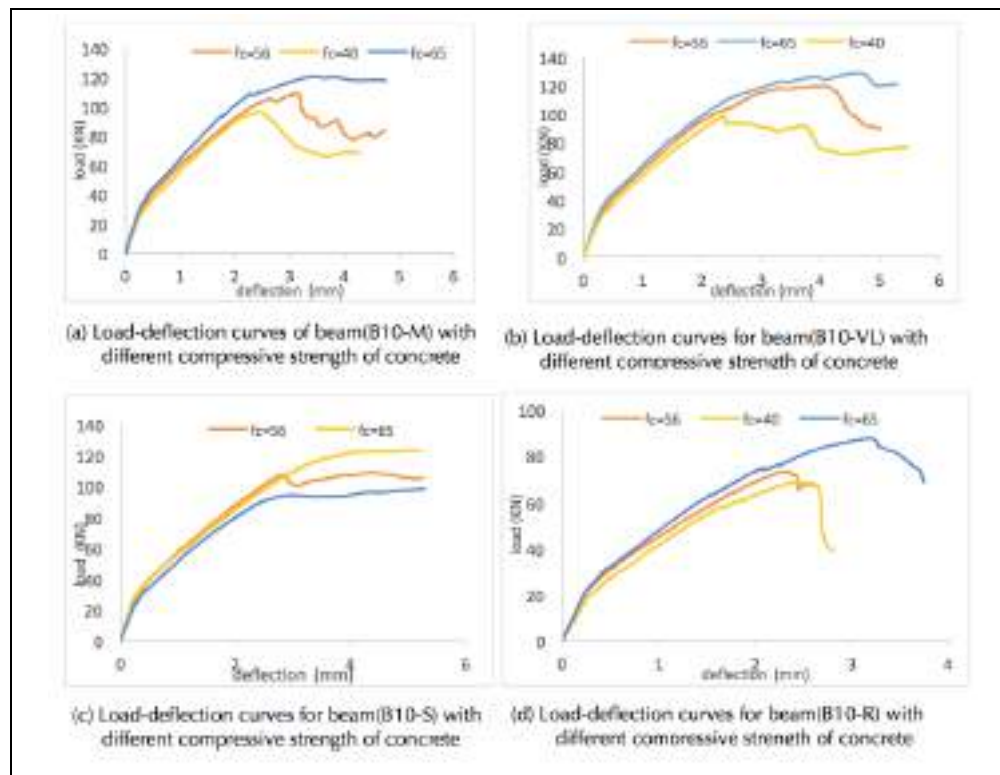 fc=56 fc=40 fc=65
140
120
100
80
60
40
20
0
load (KN)
0 1 2 3 4 5 6
deflection (mm)
(a) Load-deflection curves of beam(B10-M) with
different compressive strength of concrete
fc=56 fc=65 fc=40
140
120
100
80
60
40
20
0
load (KN)
0 1 2 3 4 5 6
deflection (mm)
(b) Load-deflection curves for beam(B10-VL) with
different compressive strength of concrete
fc=56 fc=65
140
120
100
80
60
40
20
0
load (KN)
0 2 4 6
deflection (mm)
(c) Load-deflection curves for beam(B10-S) with
different compressive strength of concrete
fc=56 fc=40 fc=65
100
80
60
40
20
0
load (KN)
0 1 2 3 4
deflection (mm)
(d) Load-deflection curves for beam(B10-R) with
different compressive strength of concrete